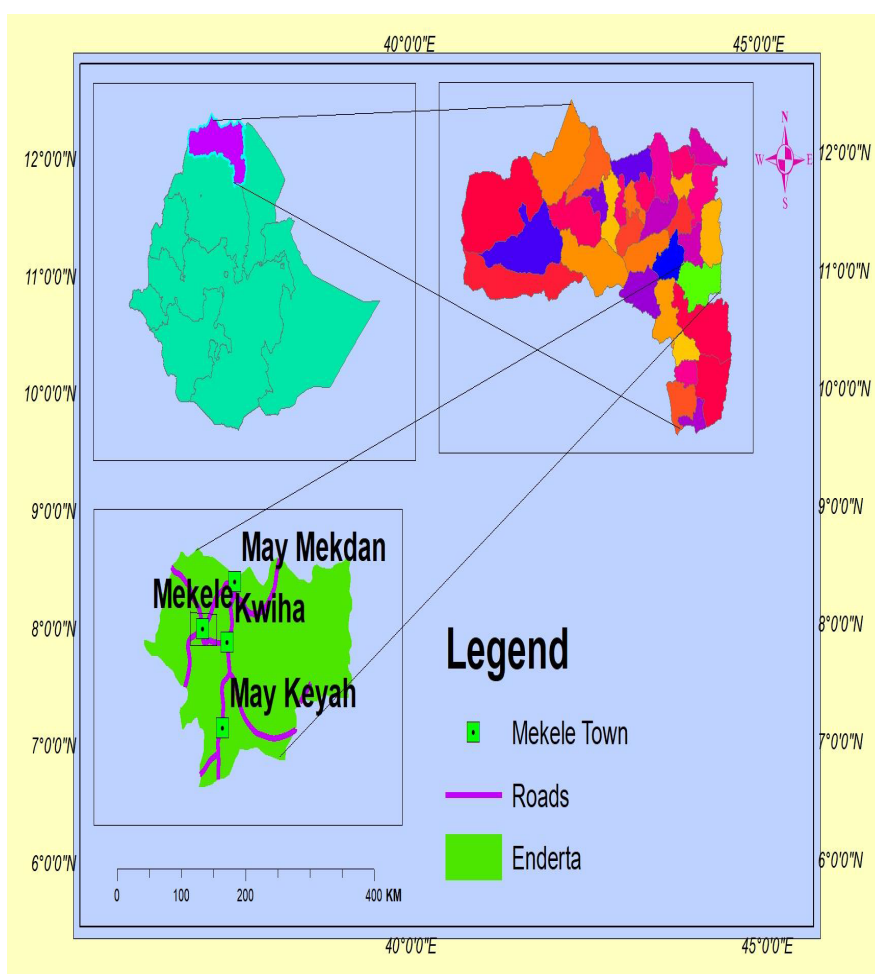 40°0'0"E 45°0'0"E
N
W E
S
12°0'0"N 12°0'0"N
11°0'0"N 11°0'0"N
10°0'0"N 10°0'0"N
9°0'0"N 9°0'0"N
May Mekdan
Mekele
Kwiha
8°0'0"N 8°0'0"N
Legend
May Keyah
Mekele Town
7°0'0"N 7°0'0"N
Roads
Enderta
6°0'0"N 6°0'0"N
0 100 200 400 KM
40°0'0"E 45°0'0"E